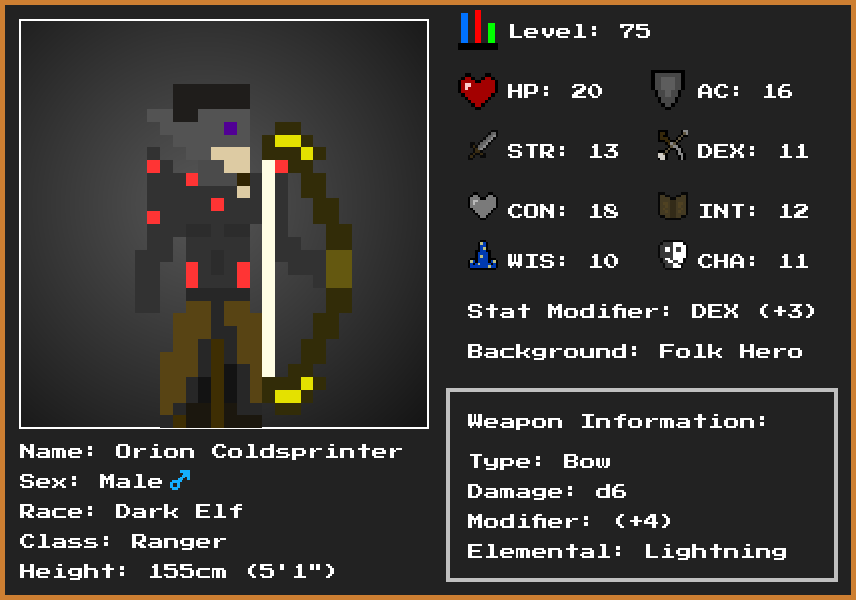 Level: 75
HP: 20
AC: 16
STR: 13
DEX: 11
CON: 18
INT: 12
WIS: 10
CHA: 11
Stat Modifier: DEX (+3)
Background: Folk Hero
Weapon Information:
Type: Bow
Damage: d6
Modifier: (+4)
Elemental: Lightning
Name: Orion Coldsprinter
Sex: Male ♂
Race: Dark Elf
Class: Ranger
Height: 155cm (5'1")